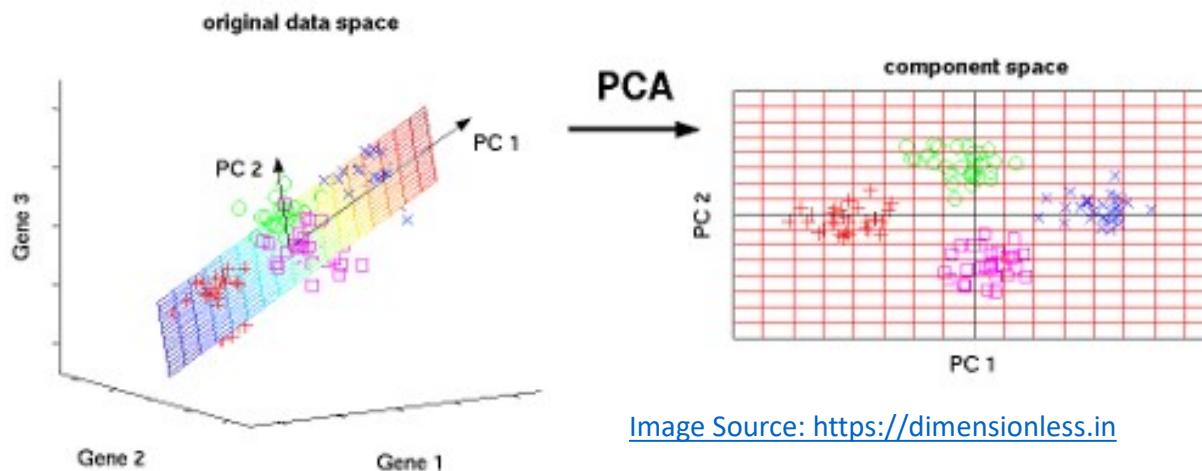 original data space
PC 1
PC 2
Gene 3
Gene 2
Gene 1
PCA
component space
PC 2
PC 1
Image Source: https://dimensionless.in